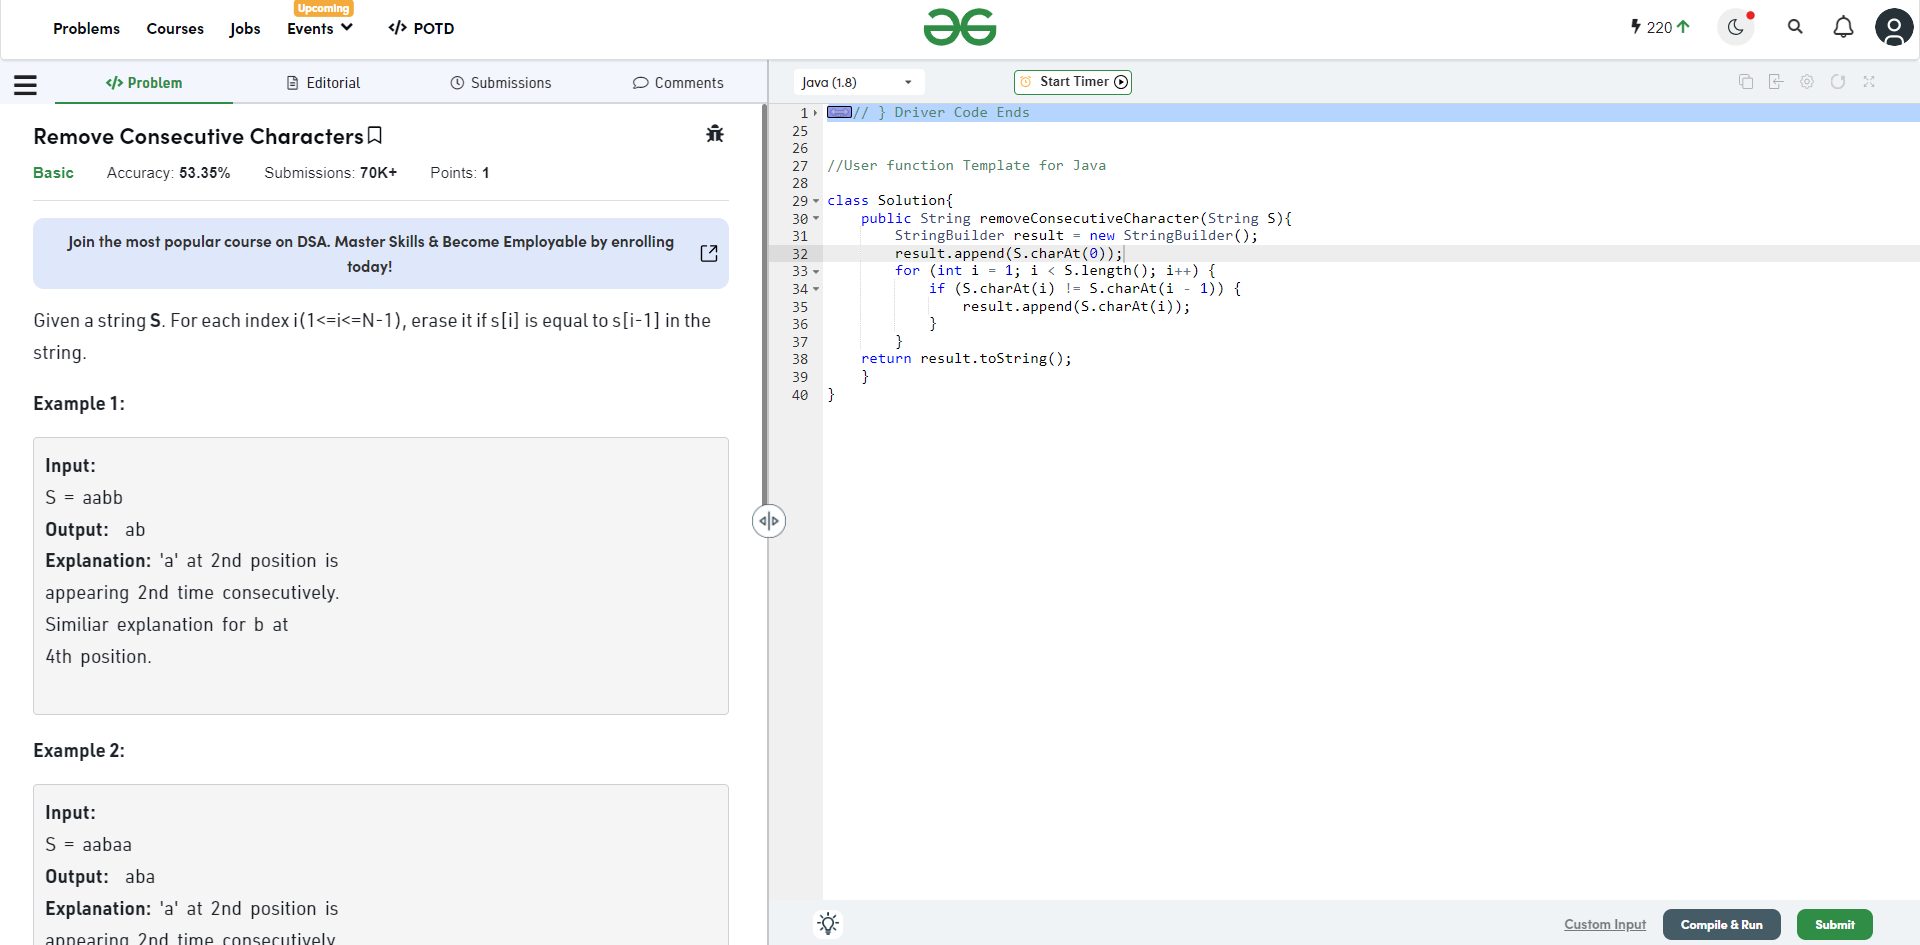 Problems Courses Jobs Upcoming Events </> POTD
220
</> Problem Editorial Submissions Comments
Remove Consecutive Characters
Basic Accuracy: 53.35% Submissions: 70K+ Points: 1
Join the most popular course on DSA. Master Skills & Become Employable by enrolling
today!
Given a string S. For each index i(1<=i<=N-1), erase it if s[i] is equal to s[i-1] in the
string.
Example 1:
Input:
S = aabb
Output:  ab
Explanation: 'a' at 2nd position is
appearing 2nd time consecutively.
Similiar explanation for b at
4th position.
Example 2:
Input:
S = aabaa
Output:  aba
Explanation: 'a' at 2nd position is
appearing 2nd time consecutively.
Java (1.8) Start Timer
1 // } Driver Code Ends
25
26
27 //User function Template for Java
28
29 class Solution{
30     public String removeConsecutiveCharacter(String S){
31         StringBuilder result = new StringBuilder();
32         result.append(S.charAt(0));
33         for (int i = 1; i < S.length(); i++) {
34             if (S.charAt(i) != S.charAt(i - 1)) {
35                 result.append(S.charAt(i));
36             }
37         }
38     return result.toString();
39     }
40 }
Custom Input Compile & Run Submit